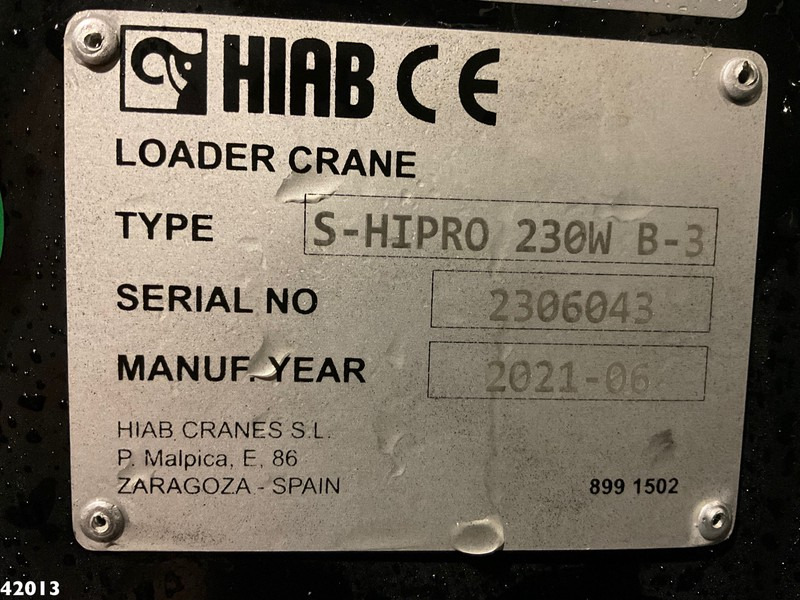 HIAB CE
LOADER CRANE
TYPE S-HIPRO 230W B-3
SERIAL NO 2306043
MANUF. YEAR 2021-06
HIAB CRANES S.L.
P. Malpica, E, 86
ZARAGOZA - SPAIN 899 1502
42013